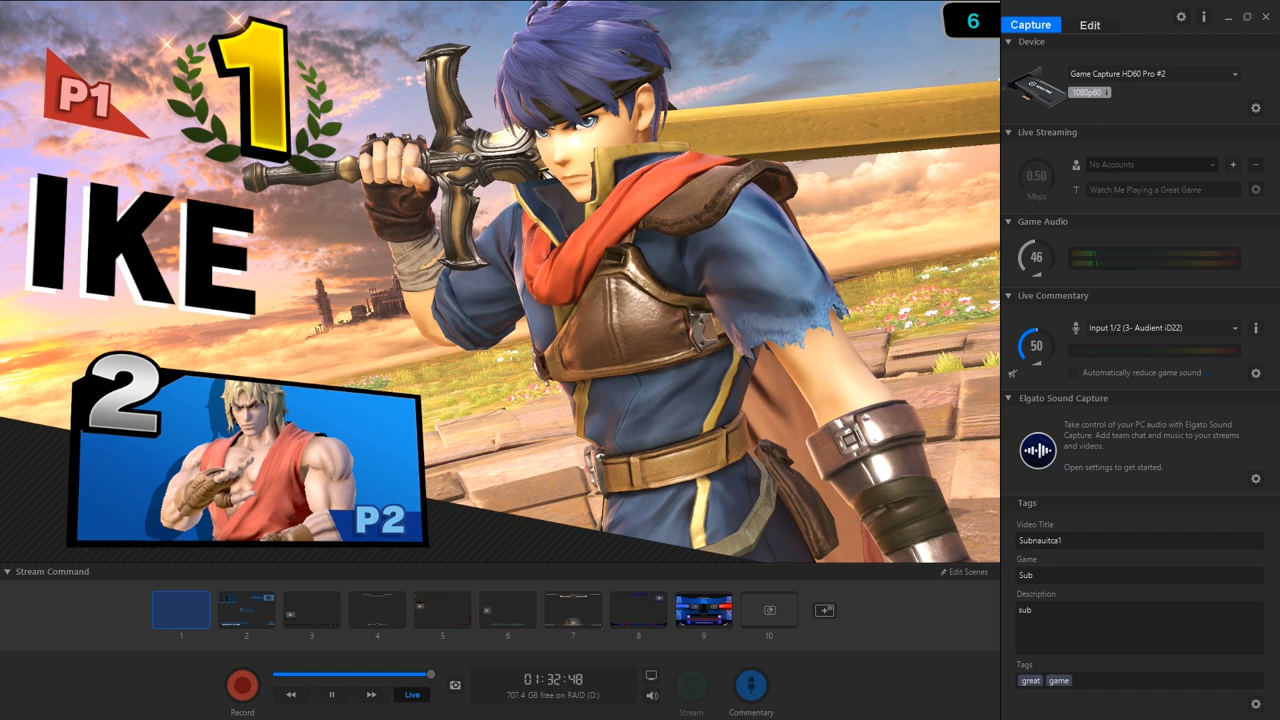 P1
1
IKE
2
P2
6
Capture
Edit
Device
Game Capture HD60 Pro #2
1080p60
Live Streaming
0.50
Mbps
No Accounts
Watch Me Playing a Great Game
Game Audio
46
Live Commentary
50
Input 1/2 (3- Audient iD22)
Automatically reduce game sound
Elgato Sound Capture
Take control of your PC audio with Elgato Sound
Capture. Add team chat and music to your streams
and videos.
Open settings to get started.
Tags
Video Title
Subnauitca1
Game
Sub
Description
sub
Tags
great game
Stream Command
Edit Scenes
1 2 3 4 5 6 7 8 9 10
Record
Live
01:32:48
707.4 GB free on RAID (D:)
Stream
Commentary